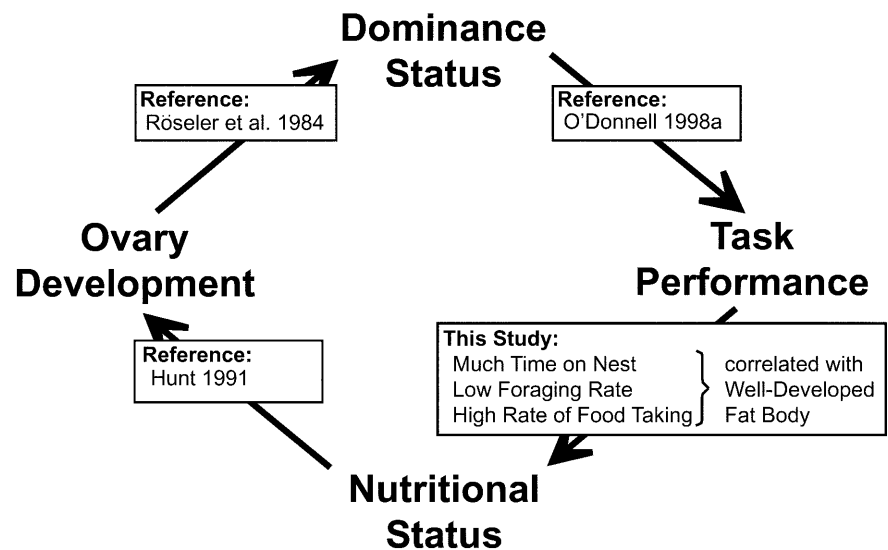 Dominance
Status
Reference:
Röseler et al. 1984
Reference:
O'Donnell 1998a
Ovary
Development
Task
Performance
This Study:
Much Time on Nest
Low Foraging Rate
High Rate of Food Taking
correlated with
Well-Developed
Fat Body
Reference:
Hunt 1991
Nutritional
Status